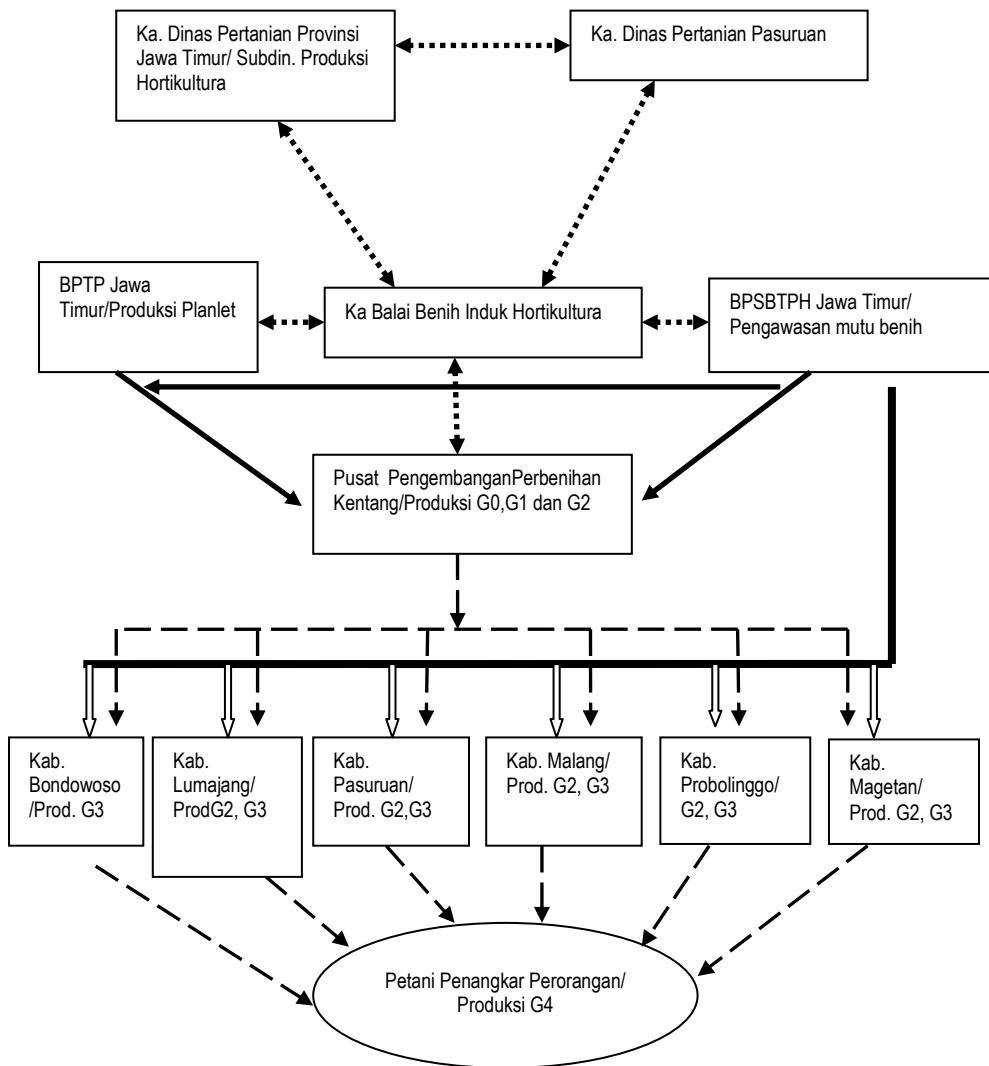 Ka. Dinas Pertanian Provinsi
Jawa Timur/ Subdin. Produksi
Hortikultura
Ka. Dinas Pertanian Pasuruan
BPTP Jawa
Timur/Produksi Planlet
Ka Balai Benih Induk Hortikultura
BPSBTPH Jawa Timur/
Pengawasan mutu benih
Pusat PengembanganPerbenihan
Kentang/Produksi G0,G1 dan G2
Kab.
Bondowoso
/Prod. G3
Kab.
Lumajang/
ProdG2, G3
Kab.
Pasuruan/
Prod. G2,G3
Kab. Malang/
Prod. G2, G3
Kab.
Probolinggo/
G2, G3
Kab.
Magetan/
Prod. G2, G3
Petani Penangkar Perorangan/
Produksi G4